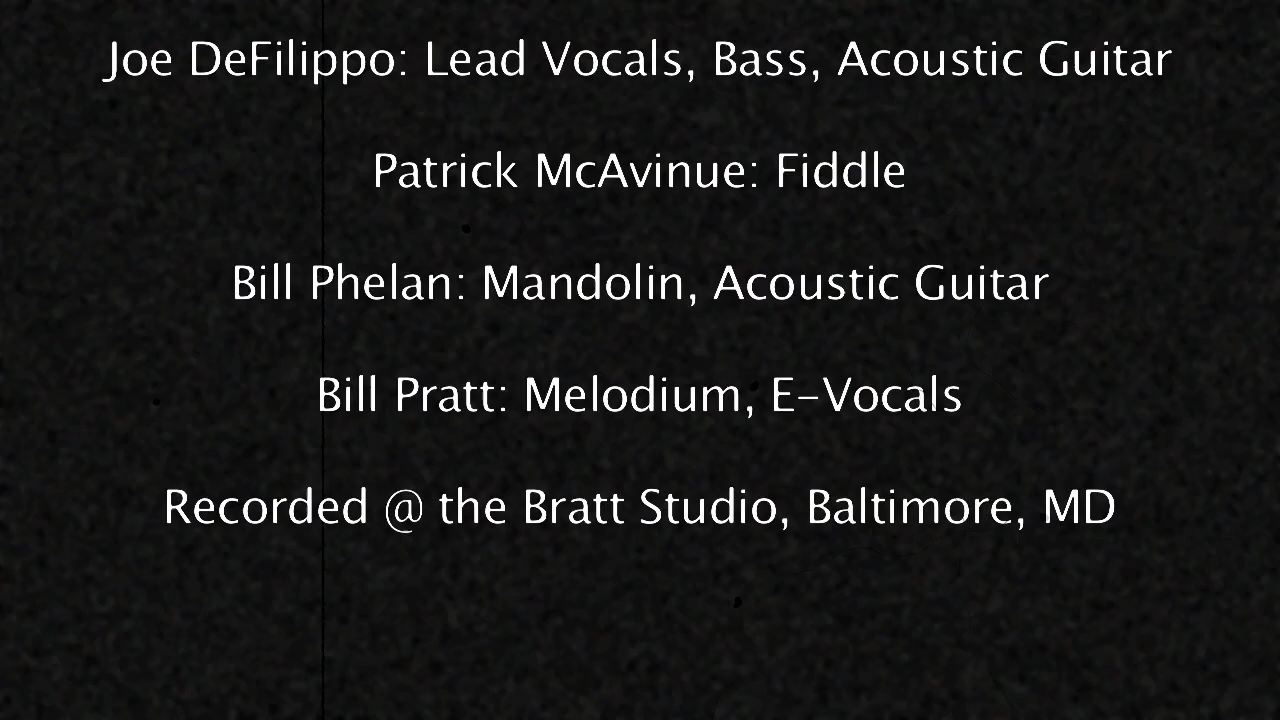 Joe DeFilippo: Lead Vocals, Bass, Acoustic Guitar
Patrick McAvinue: Fiddle
Bill Phelan: Mandolin, Acoustic Guitar
Bill Pratt: Melodium, E-Vocals
Recorded @ the Bratt Studio, Baltimore, MD